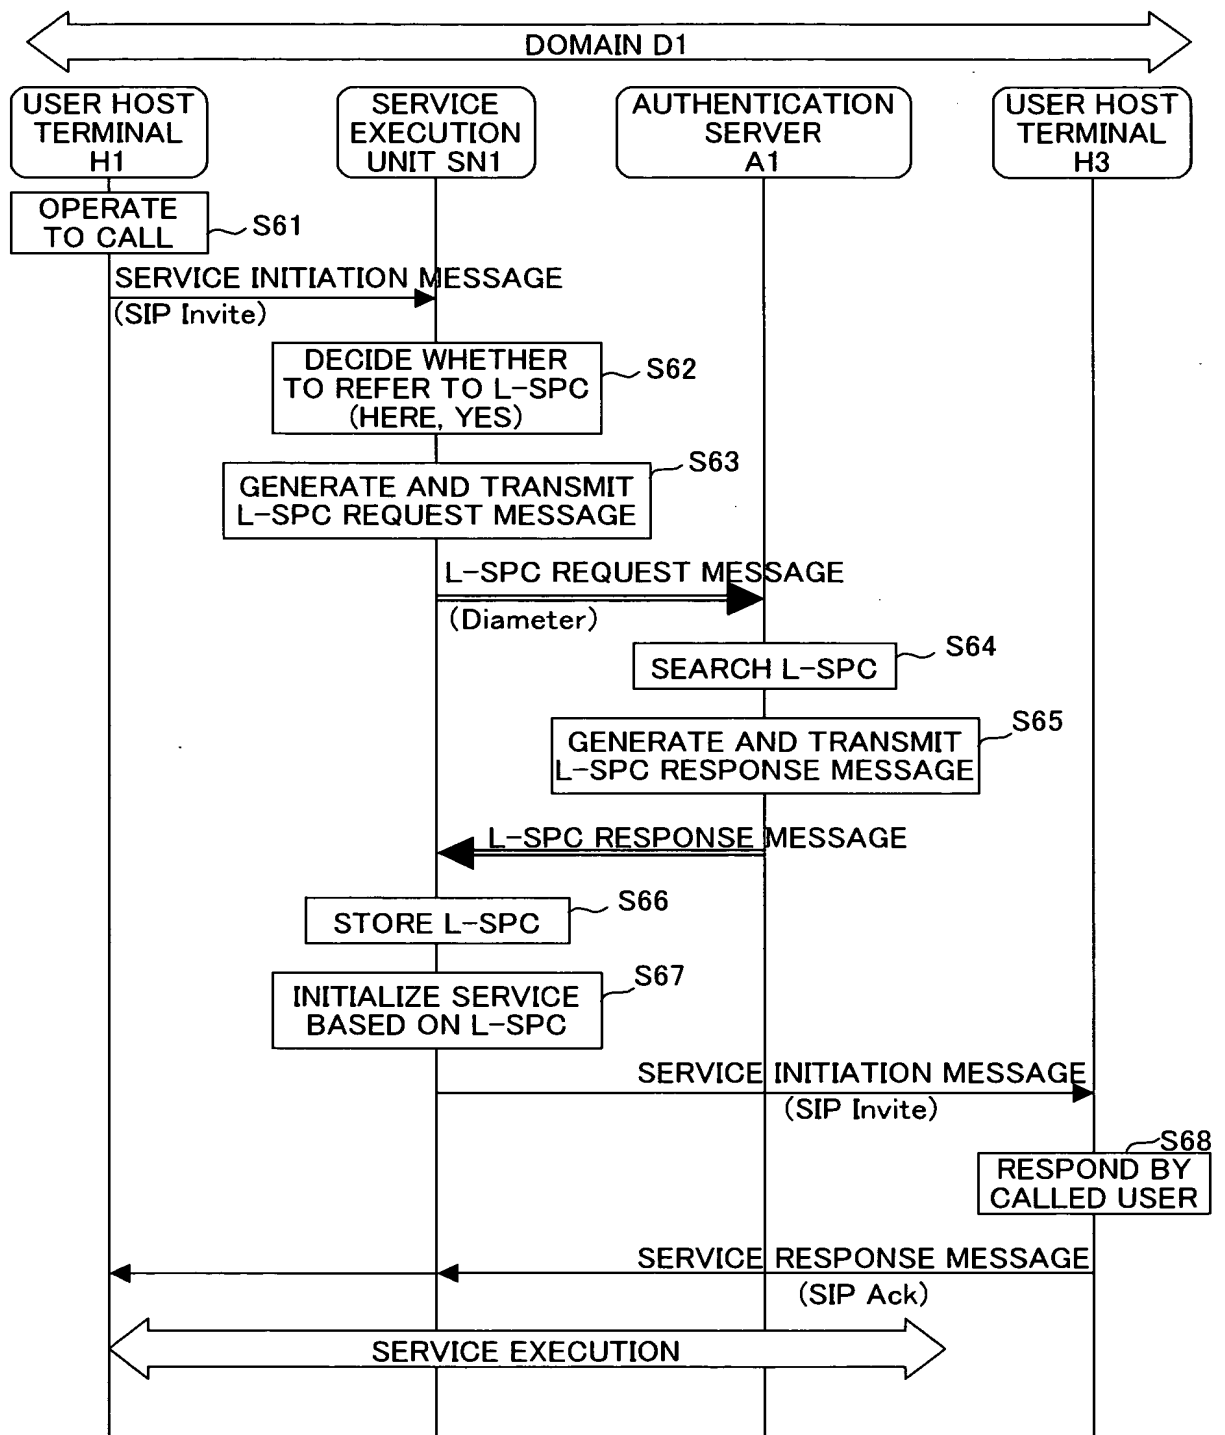 DOMAIN D1
USER HOST
TERMINAL
H1
SERVICE
EXECUTION
UNIT SN1
AUTHENTICATION
SERVER
A1
USER HOST
TERMINAL
H3
OPERATE
TO CALL
S61
SERVICE INITIATION MESSAGE
(SIP Invite)
DECIDE WHETHER
TO REFER TO L-SPC
(HERE, YES)
S62
GENERATE AND TRANSMIT
L-SPC REQUEST MESSAGE
S63
L-SPC REQUEST MESSAGE
(Diameter)
SEARCH L-SPC
S64
GENERATE AND TRANSMIT
L-SPC RESPONSE MESSAGE
S65
L-SPC RESPONSE MESSAGE
STORE L-SPC
S66
INITIALIZE SERVICE
BASED ON L-SPC
S67
SERVICE INITIATION MESSAGE
(SIP Invite)
RESPOND BY
CALLED USER
S68
SERVICE RESPONSE MESSAGE
(SIP Ack)
SERVICE EXECUTION